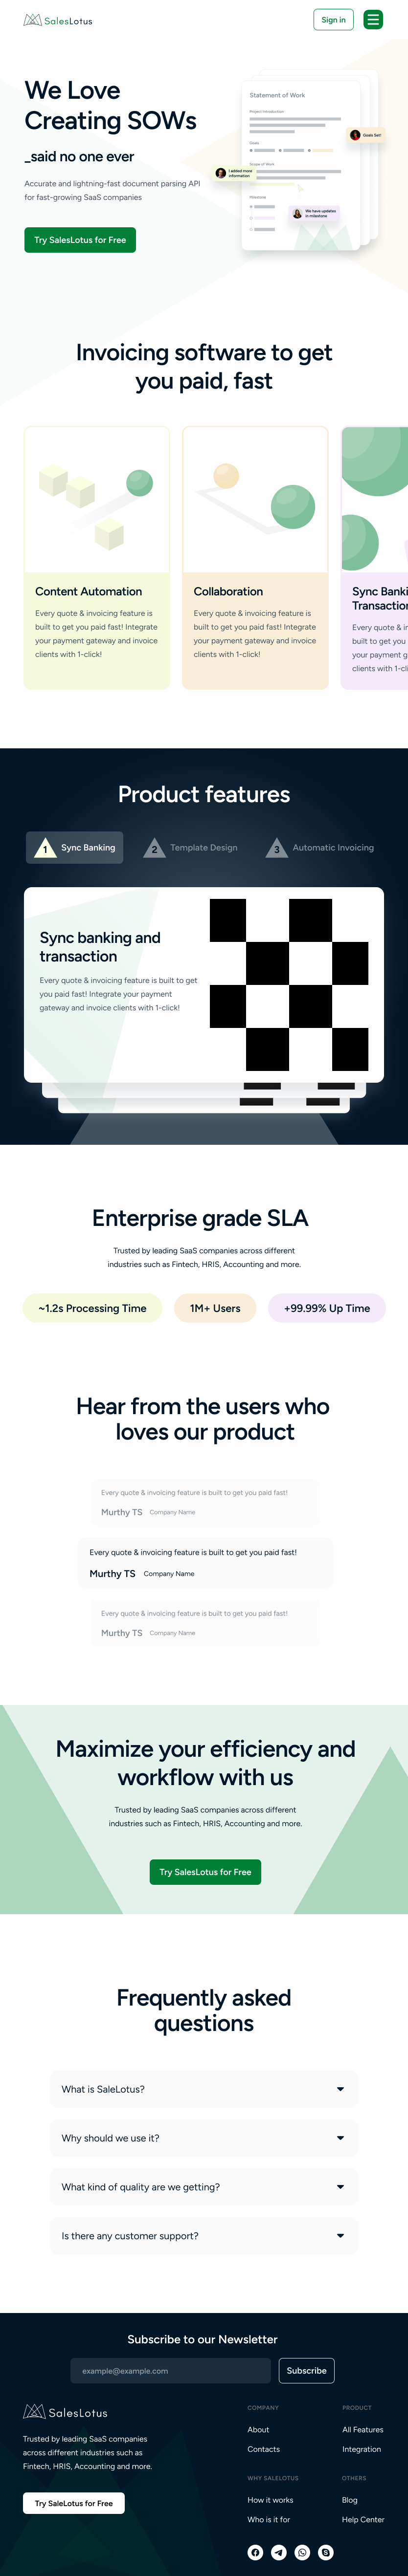 SalesLotus
Sign in
We Love
Creating SOWs
_said no one ever
Accurate and lightning-fast document parsing API
for fast-growing SaaS companies
Try SalesLotus for Free
Statement of Work
Project Introduction
Goals
Scope of Work
Milestone
Goals Set!
I added more
information
We have updates
in milestone
Invoicing software to get
you paid, fast
Content Automation
Every quote & invoicing feature is
built to get you paid fast! Integrate
your payment gateway and invoice
clients with 1-click!
Collaboration
Every quote & invoicing feature is
built to get you paid fast! Integrate
your payment gateway and invoice
clients with 1-click!
Sync Banki
Transaction
Every quote & in
built to get you
your payment g
clients with 1-cli
Product features
1 Sync Banking
2 Template Design
3 Automatic Invoicing
Sync banking and
transaction
Every quote & invoicing feature is built to get
you paid fast! Integrate your payment
gateway and invoice clients with 1-click!
Enterprise grade SLA
Trusted by leading SaaS companies across different
industries such as Fintech, HRIS, Accounting and more.
~1.2s Processing Time
1M+ Users
+99.99% Up Time
Hear from the users who
loves our product
Every quote & invoicing feature is built to get you paid fast!
Murthy TS Company Name
Every quote & invoicing feature is built to get you paid fast!
Murthy TS Company Name
Every quote & invoicing feature is built to get you paid fast!
Murthy TS Company Name
Maximize your efficiency and
workflow with us
Trusted by leading SaaS companies across different
industries such as Fintech, HRIS, Accounting and more.
Try SalesLotus for Free
Frequently asked
questions
What is SaleLotus?
Why should we use it?
What kind of quality are we getting?
Is there any customer support?
Subscribe to our Newsletter
example@example.com
Subscribe
SalesLotus
Trusted by leading SaaS companies
across different industries such as
Fintech, HRIS, Accounting and more.
Try SaleLotus for Free
COMPANY
About
Contacts
PRODUCT
All Features
Integration
WHY SALELOTUS
How it works
Who is it for
OTHERS
Blog
Help Center